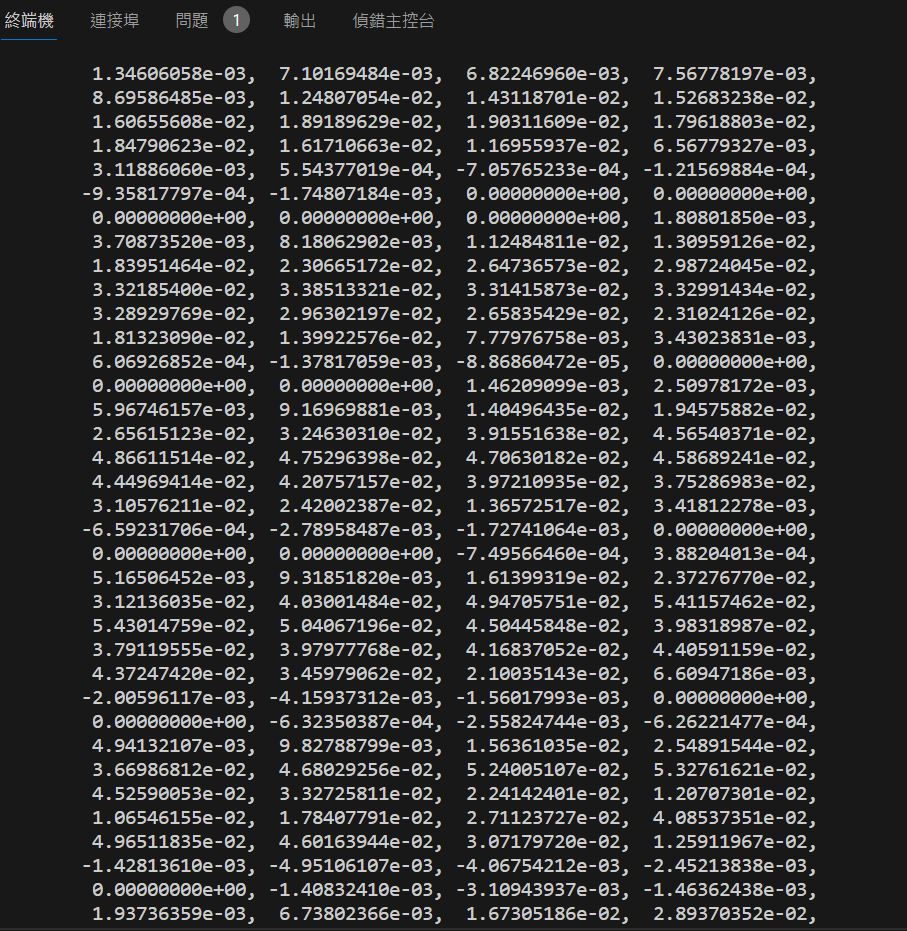 終端機 連接埠 問題 1 輸出 偵錯主控台
1.34606058e-03, 7.10169484e-03, 6.82246960e-03, 7.56778197e-03,
8.69586485e-03, 1.24807054e-02, 1.43118701e-02, 1.52683238e-02,
1.60655608e-02, 1.89189629e-02, 1.90311609e-02, 1.79618803e-02,
1.84790623e-02, 1.61710663e-02, 1.16955937e-02, 6.56779327e-03,
3.11886060e-03, 5.54377019e-04, -7.05765233e-04, -1.21569884e-04,
-9.35817797e-04, -1.74807184e-03, 0.00000000e+00, 0.00000000e+00,
0.00000000e+00, 0.00000000e+00, 0.00000000e+00, 1.80801850e-03,
3.70873520e-03, 8.18062902e-03, 1.12484811e-02, 1.30959126e-02,
1.83951464e-02, 2.30665172e-02, 2.64736573e-02, 2.98724045e-02,
3.32185400e-02, 3.38513321e-02, 3.31415873e-02, 3.32991434e-02,
3.28929769e-02, 2.96302197e-02, 2.65835429e-02, 2.31024126e-02,
1.81323090e-02, 1.39922576e-02, 7.77976758e-03, 3.43023831e-03,
6.06926852e-04, -1.37817059e-03, -8.86860472e-05, 0.00000000e+00,
0.00000000e+00, 0.00000000e+00, 1.46209099e-03, 2.50978172e-03,
5.96746157e-03, 9.16969881e-03, 1.40496435e-02, 1.94575882e-02,
2.65615123e-02, 3.24630310e-02, 3.91551638e-02, 4.56540371e-02,
4.86611514e-02, 4.75296398e-02, 4.70630182e-02, 4.58689241e-02,
4.44969414e-02, 4.20757157e-02, 3.97210935e-02, 3.75286983e-02,
3.10576211e-02, 2.42002387e-02, 1.36572517e-02, 3.41812278e-03,
-6.59231706e-04, -2.78958487e-03, -1.72741064e-03, 0.00000000e+00,
0.00000000e+00, 0.00000000e+00, -7.49566460e-04, 3.88204013e-04,
5.16506452e-03, 9.31851820e-03, 1.61399319e-02, 2.37276770e-02,
3.12136035e-02, 4.03001484e-02, 4.94705751e-02, 5.41157462e-02,
5.43014759e-02, 5.04067196e-02, 4.50445848e-02, 3.98318987e-02,
3.79119555e-02, 3.97977768e-02, 4.16837052e-02, 4.40591159e-02,
4.37247420e-02, 3.45979062e-02, 2.10035143e-02, 6.60947186e-03,
-2.00596117e-03, -4.15937312e-03, -1.56017993e-03, 0.00000000e+00,
0.00000000e+00, -6.32350387e-04, -2.55824744e-03, -6.26221477e-04,
4.94132107e-03, 9.82788799e-03, 1.56361035e-02, 2.54891544e-02,
3.66986812e-02, 4.68029256e-02, 5.24005107e-02, 5.32761621e-02,
4.52590053e-02, 3.32725811e-02, 2.24142401e-02, 1.20707301e-02,
1.06546155e-02, 1.78407791e-02, 2.71123727e-02, 4.08537351e-02,
4.96511835e-02, 4.60163944e-02, 3.07179720e-02, 1.25911967e-02,
-1.42813610e-03, -4.95106107e-03, -4.06754212e-03, -2.45213838e-03,
0.00000000e+00, -1.40832410e-03, -3.10943937e-03, -1.46362438e-03,
1.93736359e-03, 6.73802366e-03, 1.67305186e-02, 2.89370352e-02,